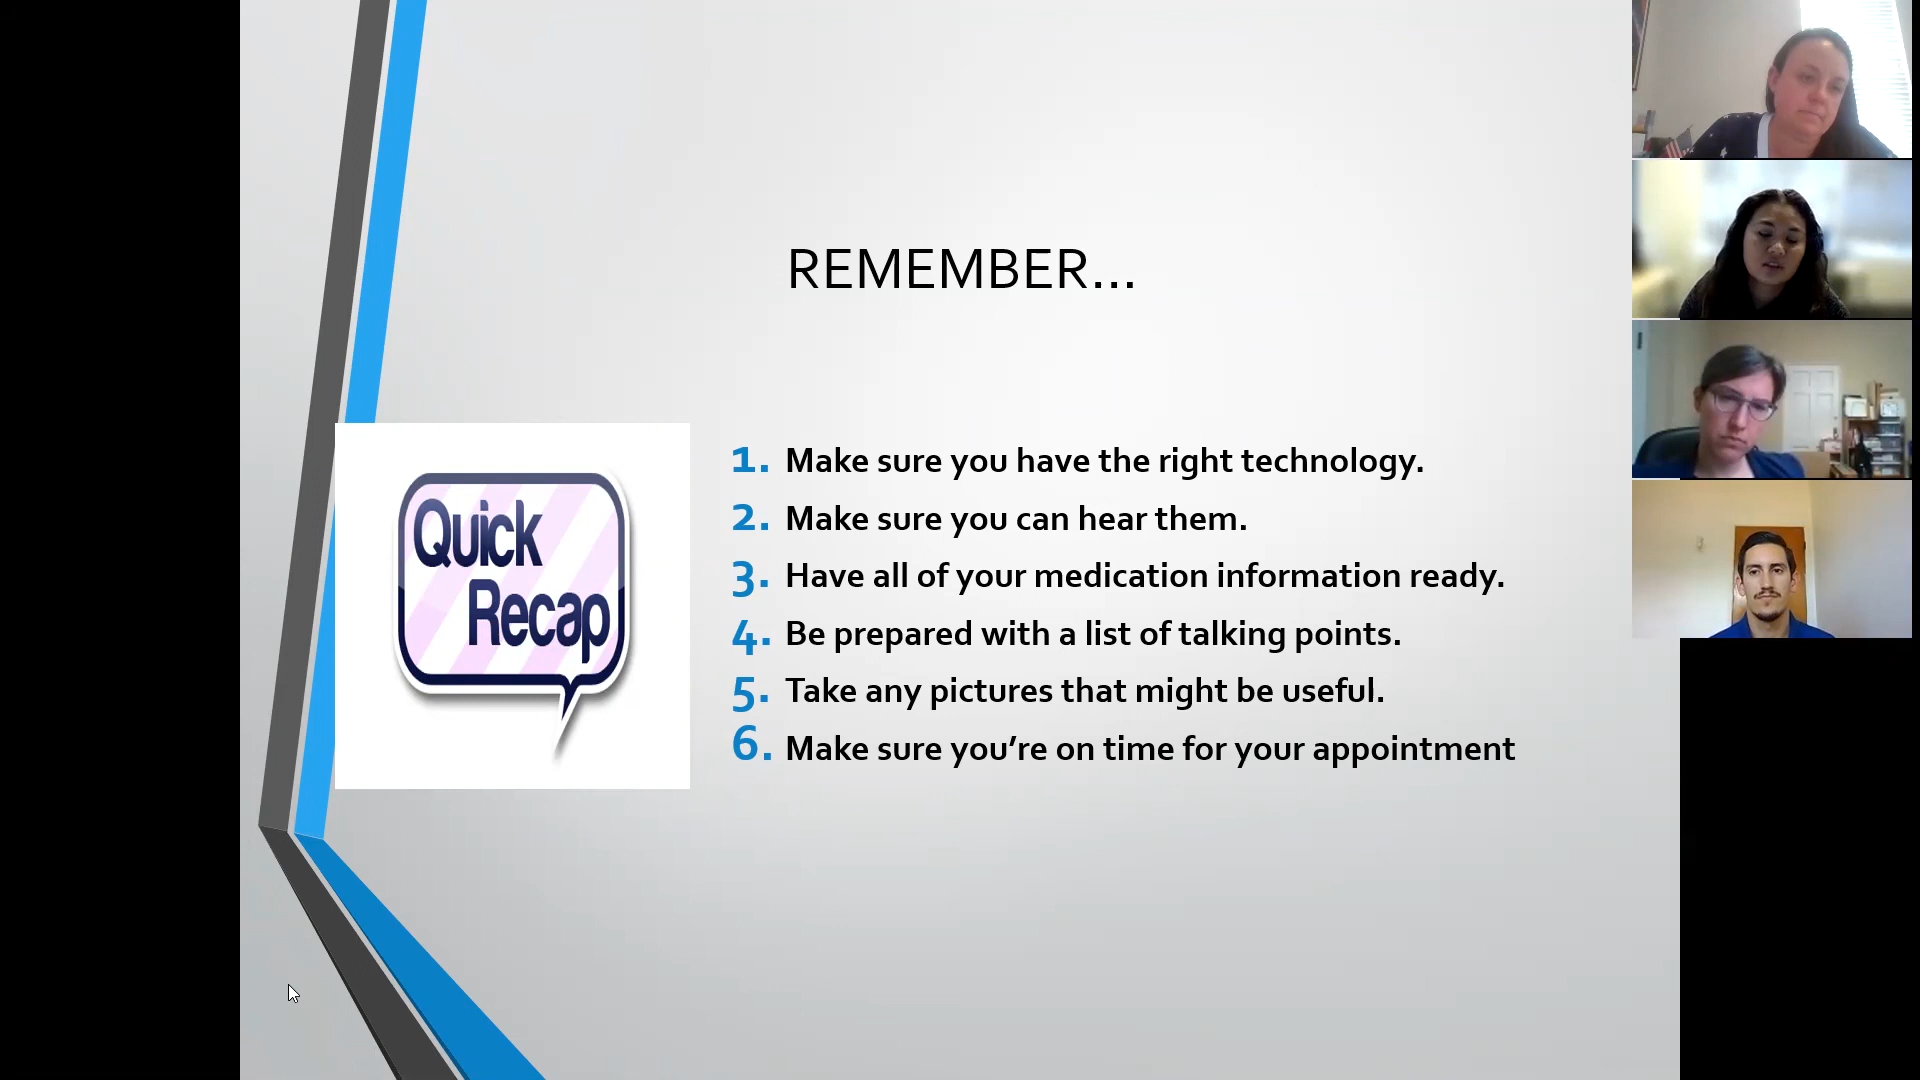 REMEMBER...
Quick
Recap
1. Make sure you have the right technology.
2. Make sure you can hear them.
3. Have all of your medication information ready.
4. Be prepared with a list of talking points.
5. Take any pictures that might be useful.
6. Make sure you’re on time for your appointment